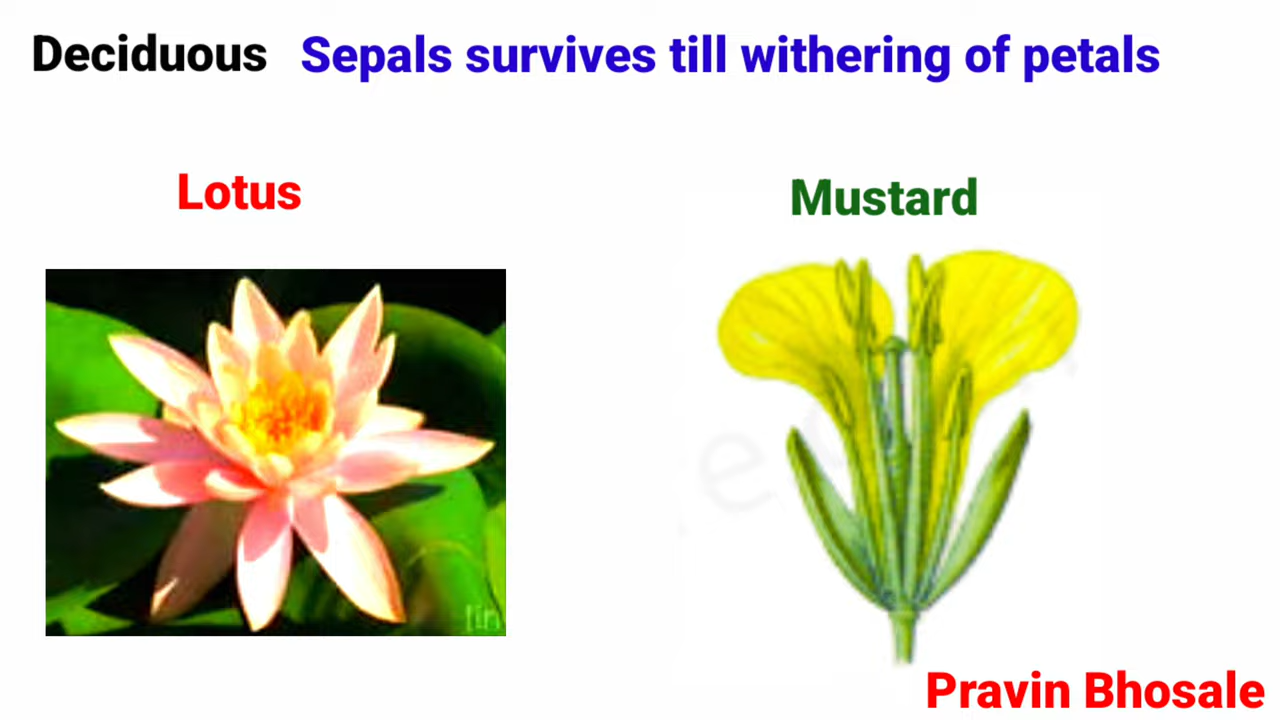 Deciduous Sepals survives till withering of petals
Lotus
Mustard
Pravin Bhosale